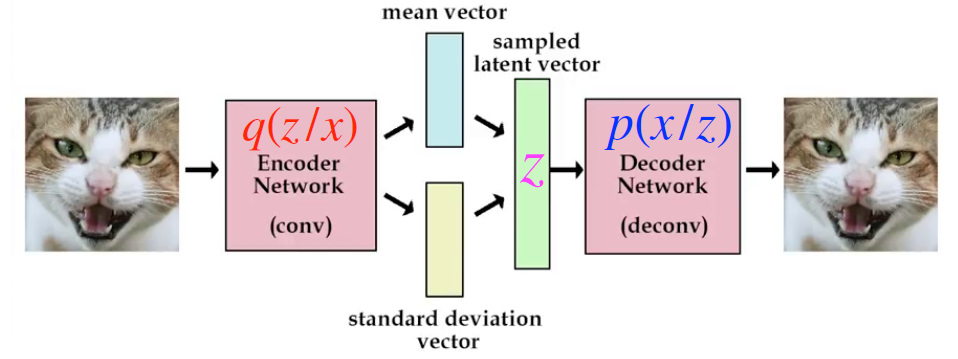 mean vector
sampled
latent vector
q(z/x)
Encoder
Network
(conv)
z
p(x/z)
Decoder
Network
(deconv)
standard deviation
vector